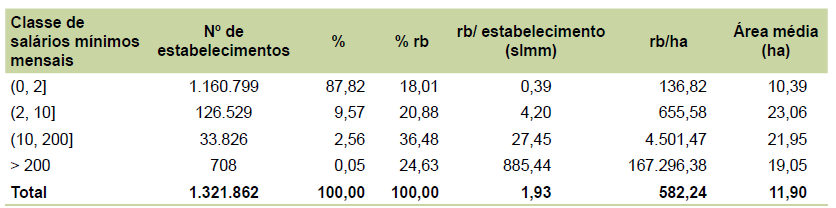 Classe de salários mínimos mensais | Nº de estabelecimentos | % | % rb | rb/ estabelecimento (slmm) | rb/ha | Área média (ha)
(0, 2] 1.160.799 87,82 18,01 0,39 136,82 10,39
(2, 10] 126.529 9,57 20,88 4,20 655,58 23,06
(10, 200] 33.826 2,56 36,48 27,45 4.501,47 21,95
> 200 708 0,05 24,63 885,44 167.296,38 19,05
Total 1.321.862 100,00 100,00 1,93 582,24 11,90